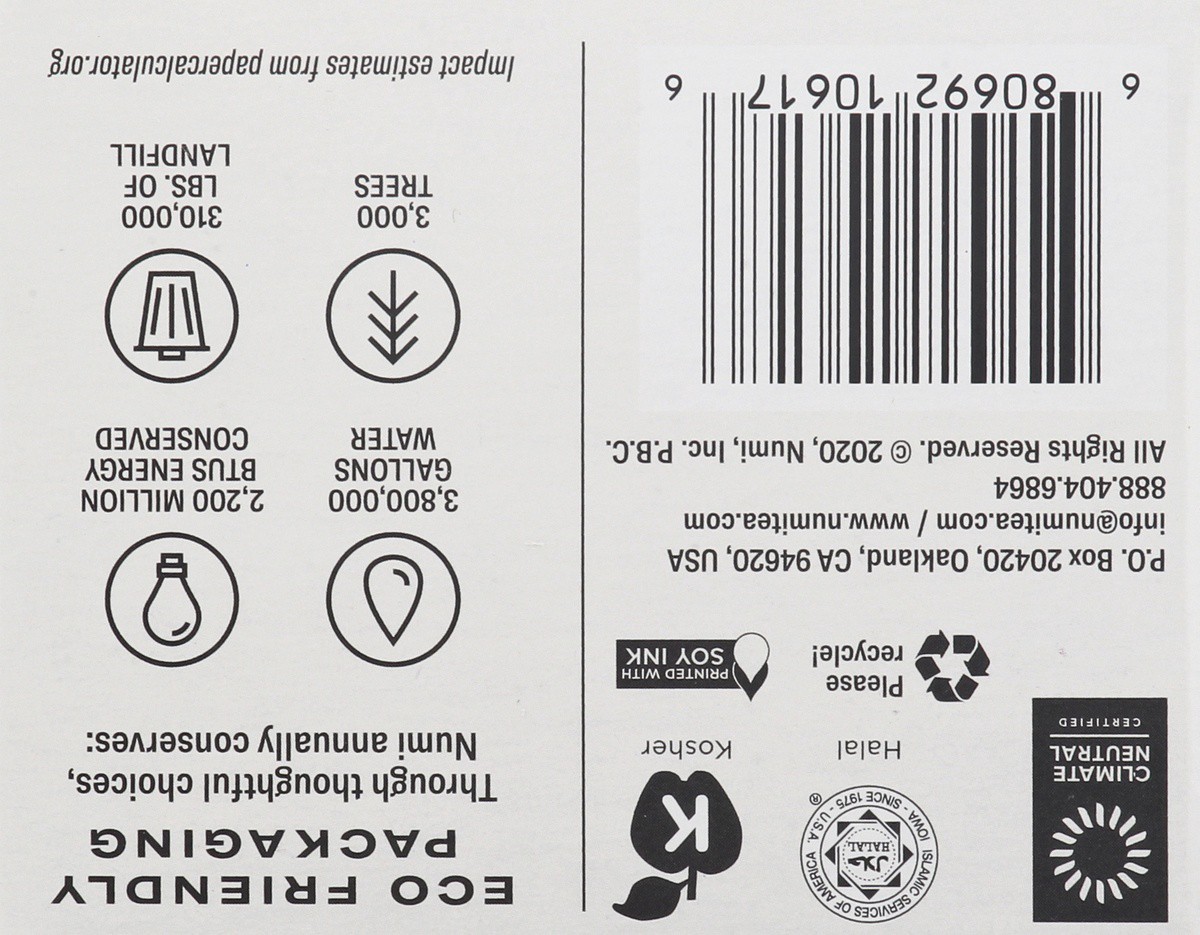 CLIMATE
NEUTRAL
CERTIFIED
ISLAMIC SERVICES OF AMERICA
IOWA - SINCE 1975 - U.S.A.
®
حلال
HALAL
Halal
K
Kosher
Please
recycle!
PRINTED WITH
SOY INK
P.O. Box 20420, Oakland, CA 94620, USA
info@numitea.com / www.numitea.com
888.404.6864
All Rights Reserved. © 2020, Numi, Inc. P.B.C.
6 80692 10617 6
ECO FRIENDLY
PACKAGING
Through thoughtful choices,
Numi annually conserves:
3,800,000
GALLONS
WATER
2,200 MILLION
BTUS ENERGY
CONSERVED
3,000
TREES
310,000
LBS. OF
LANDFILL
Impact estimates from papercalculator.org